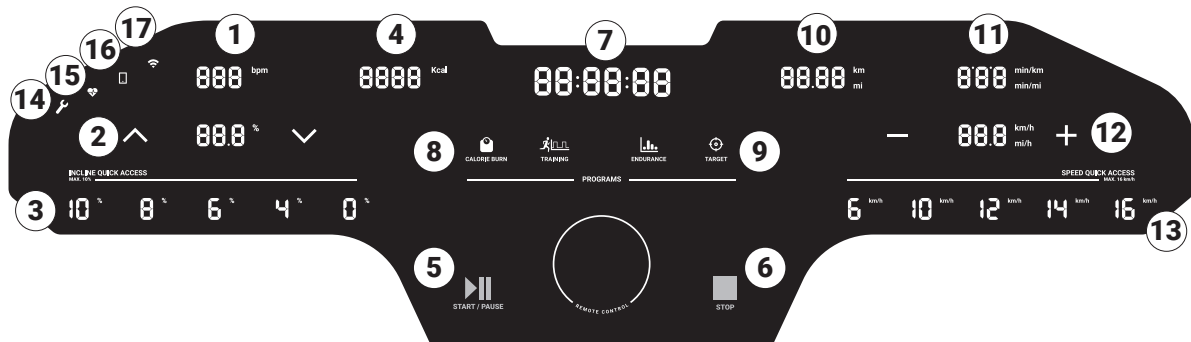 17
1
4
7
10
11
16
15
14
888 bpm
8888 Kcal
88:88:88
88.88 km
mi
8'8'8 min/km
min/mi
2
88.8 %
88.8 km/h
mi/h
12
8
CALORIE BURN
TRAINING
ENDURANCE
TARGET
9
INCLINE QUICK ACCESS
MAX. 10%
PROGRAMS
SPEED QUICK ACCESS
MAX. 16 km/h
3
10 %
8 %
6 %
4 %
0 %
6 km/h
10 km/h
12 km/h
14 km/h
16 km/h
13
5
START / PAUSE
REMOTE CONTROL
6
STOP